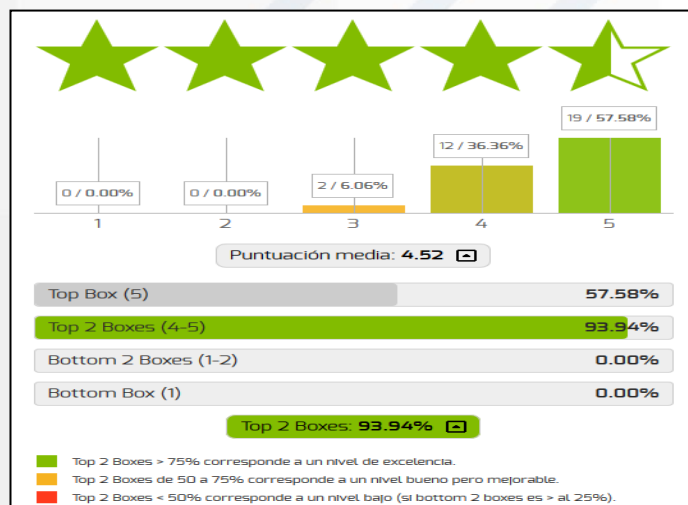 19 / 57.58%
12 / 36.36%
2 / 6.06%
0 / 0.00% 0 / 0.00%
1 2 3 4 5
Puntuación media: 4.52
Top Box (5) 57.58%
Top 2 Boxes (4-5) 93.94%
Bottom 2 Boxes (1-2) 0.00%
Bottom Box (1) 0.00%
Top 2 Boxes: 93.94%
Top 2 Boxes > 75% corresponde a un nivel de excelencia.
Top 2 Boxes de 50 a 75% corresponde a un nivel bueno pero mejorable.
Top 2 Boxes < 50% corresponde a un nivel bajo (si bottom 2 boxes es > al 25%).